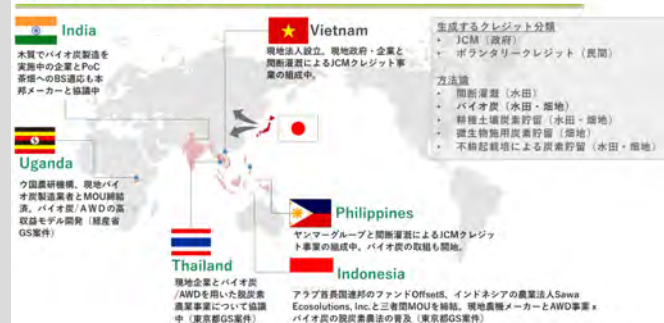 India
木質でバイオ炭製造を
実施中の企業とPoC
茶畑へのBS適応も本
邦メーカーと協議中
Vietnam
現地法人設立。現地政府・企業と
間断灌漑によるJCMクレジット事
業の組成中。
生成するクレジット分類
• JCM（政府）
• ボランタリークレジット（民間）
方法論
• 間断灌漑（水田）
• バイオ炭（水田・畑地）
• 耕種土壌炭素貯留（水田・畑地）
• 微生物施用炭素貯留（畑地）
• 不耕起栽培による炭素貯留（水田・畑地）
Uganda
ウ国農研機構、現地バイ
オ炭製造業者とMOU締結
済。バイオ炭/AWDの高
収益モデル開発（経産省
GS案件）
Thailand
現地企業とバイオ炭
/AWDを用いた脱炭素
農業事業について協議
中（東京都GS案件）
Philippines
ヤンマーグループと間断灌漑によるJCMクレジッ
ト事業の組成中。バイオ炭の取組も開始。
Indonesia
アラブ首長国連邦のファンドOffset8、インドネシアの農業法人Sawa
Ecosolutions, Inc.と三者間MOUを締結。現地農機メーカーとAWD事業 x
バイオ炭の脱炭素農法の普及（東京都GS案件）